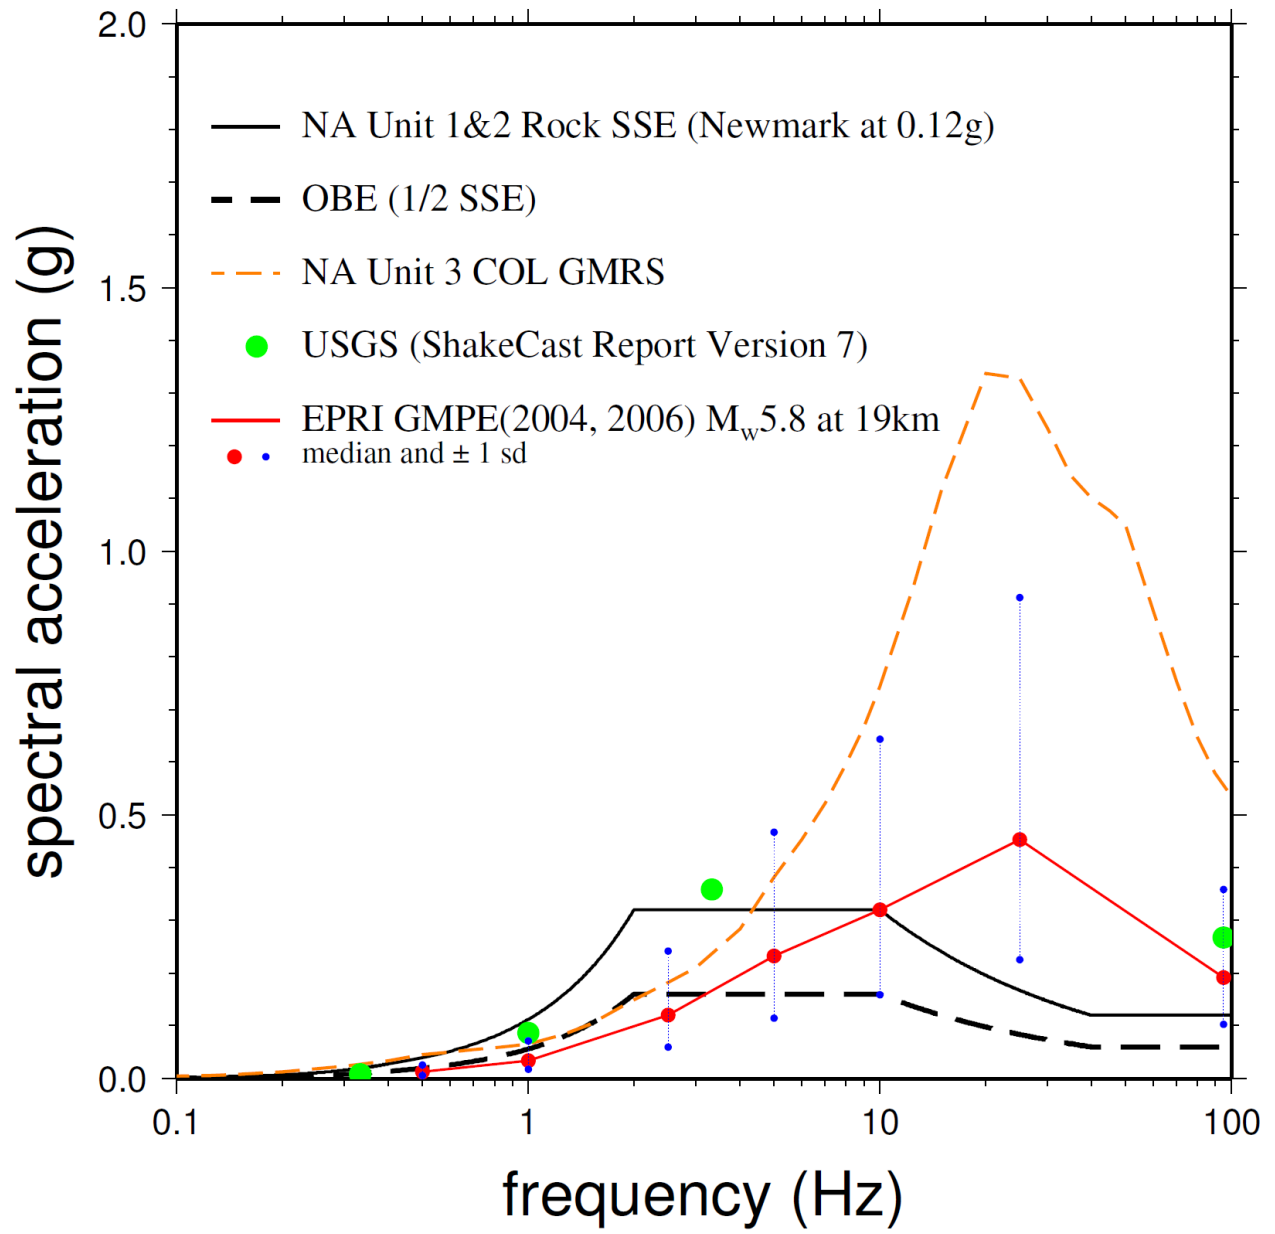 2.0
NA Unit 1&2 Rock SSE (Newmark at 0.12g)
OBE (1/2 SSE)
NA Unit 3 COL GMRS
1.5
USGS (ShakeCast Report Version 7)
EPRI GMPE(2004, 2006) Mw5.8 at 19km
median and ± 1 sd
spectral acceleration (g)
1.0
0.5
0.0
0.1 1 10 100
frequency (Hz)